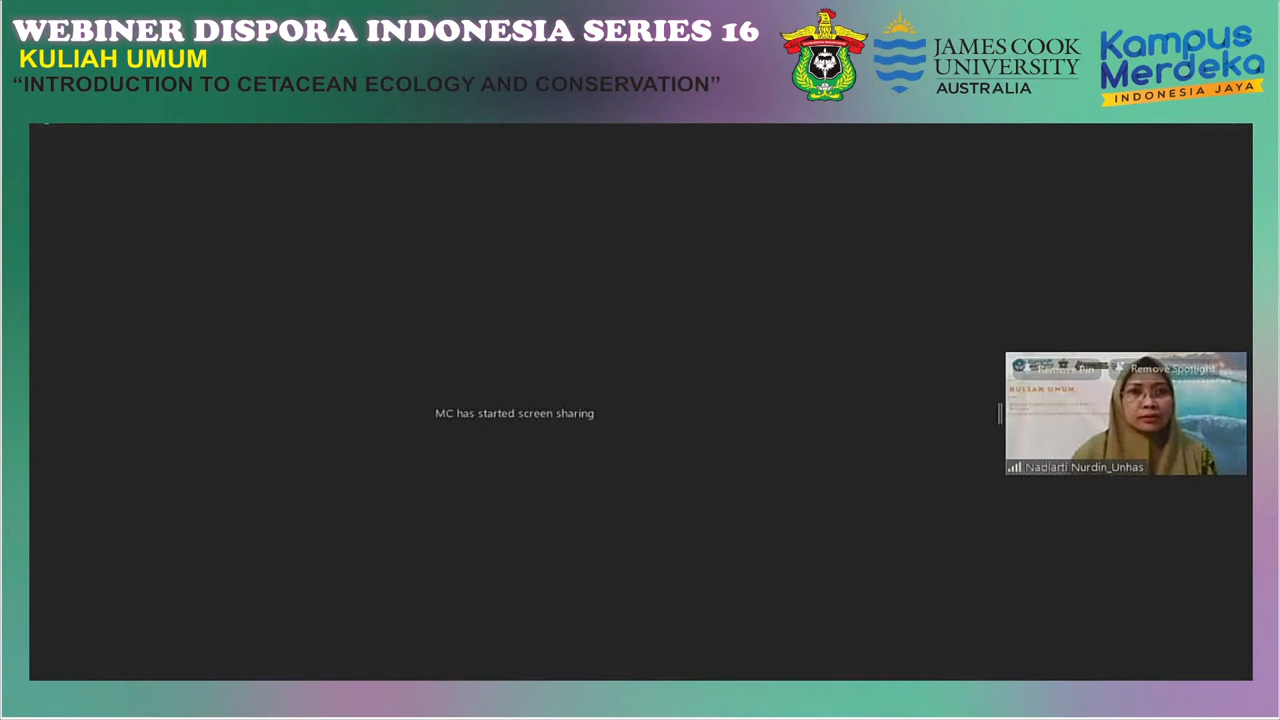 WEBINER DISPORA INDONESIA SERIES 16
KULIAH UMUM
“INTRODUCTION TO CETACEAN ECOLOGY AND CONSERVATION”
JAMES COOK
UNIVERSITY
AUSTRALIA
Kampus
Merdeka
INDONESIA JAYA
MC has started screen sharing
Remove Pin
Remove Spotlight
KULIAH UMUM
Nadiarti Nurdin_Unhas